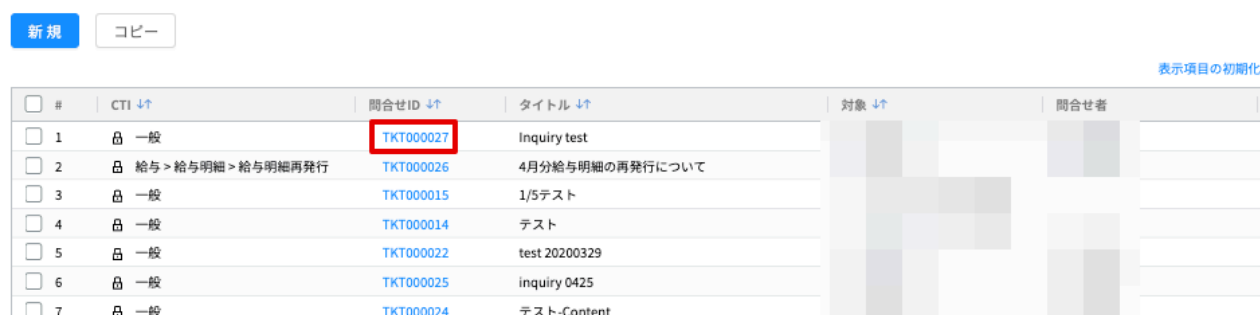 新規 コピー
表示項目の初期化
# CTI 問合せID タイトル 対象 問合せ者
1 一般 TKT000027 Inquiry test
2 給与 > 給与明細 > 給与明細再発行 TKT000026 4月分給与明細の再発行について
3 一般 TKT000015 1/5テスト
4 一般 TKT000014 テスト
5 一般 TKT000022 test 20200329
6 一般 TKT000025 inquiry 0425
7 一般 TKT000024 テスト-Content